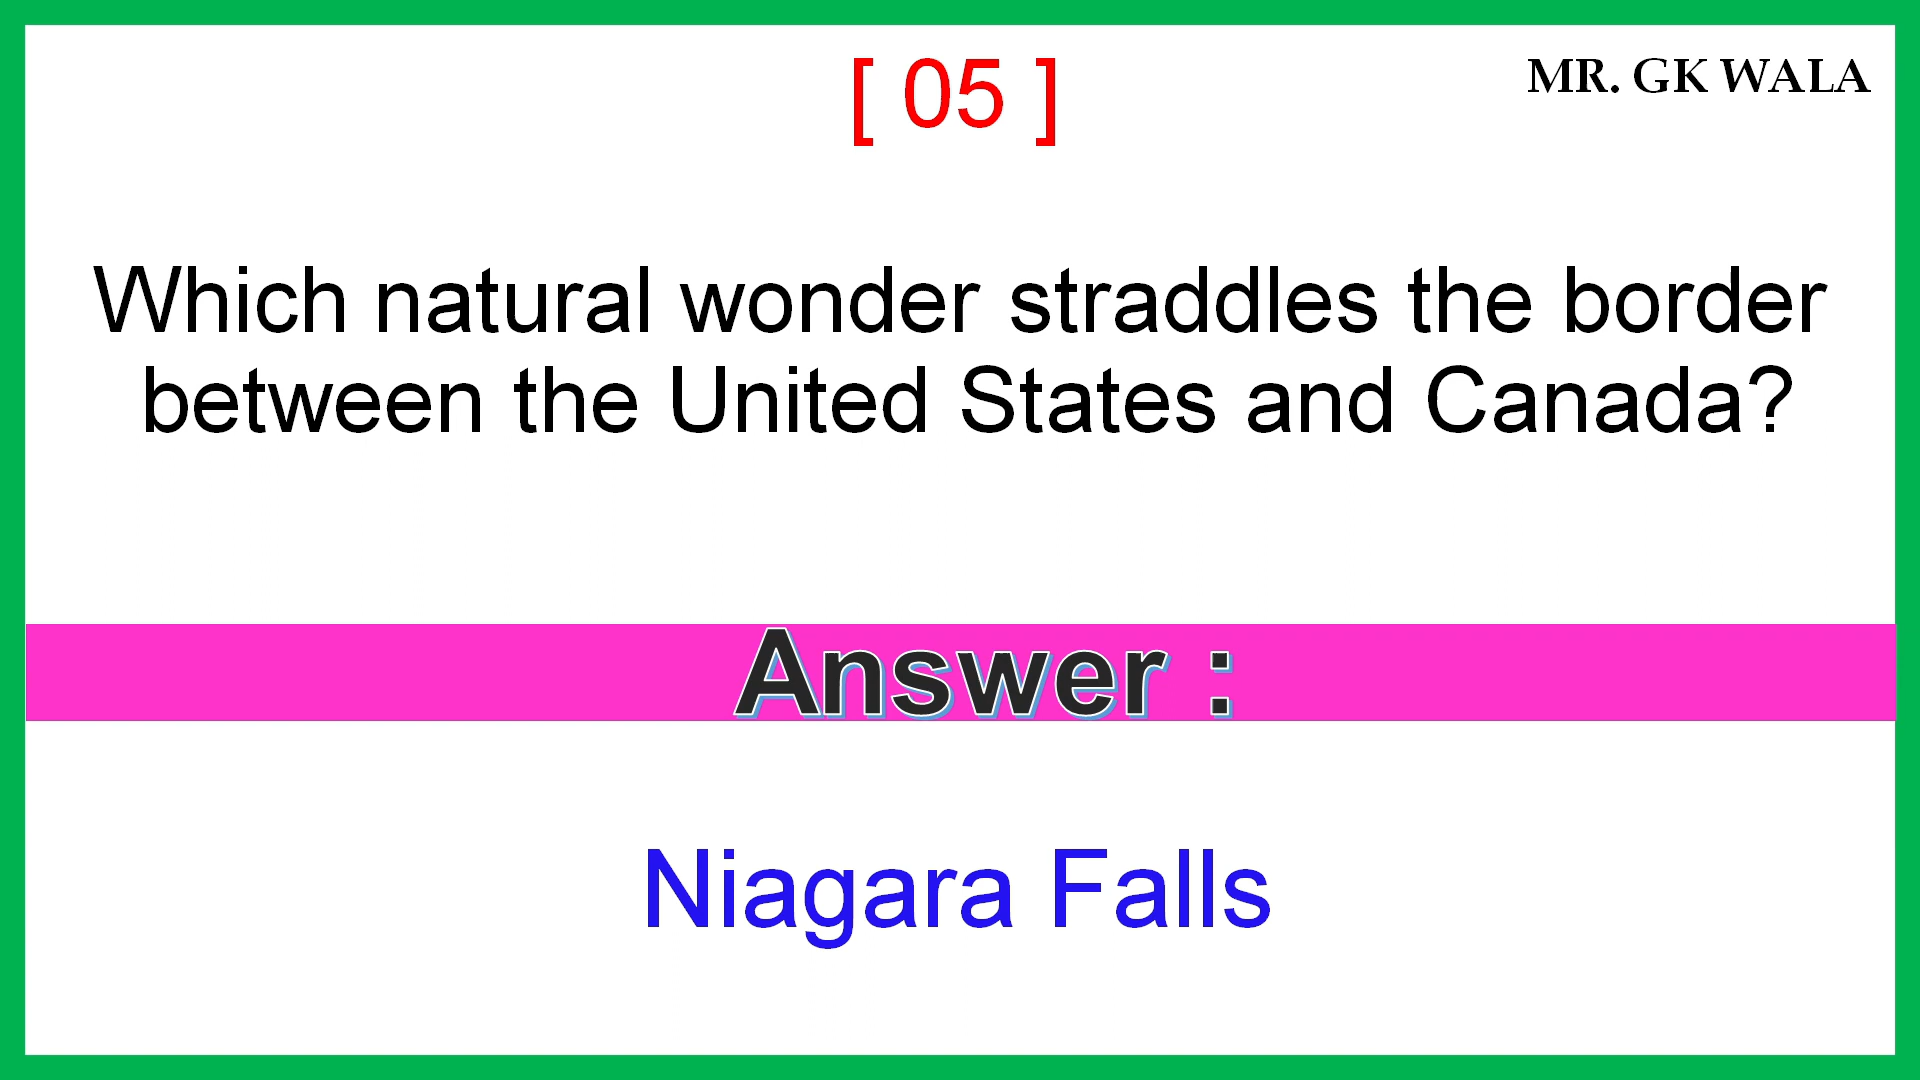 [ 05 ]
MR. GK WALA
Which natural wonder straddles the border
between the United States and Canada?
Answer :
Niagara Falls